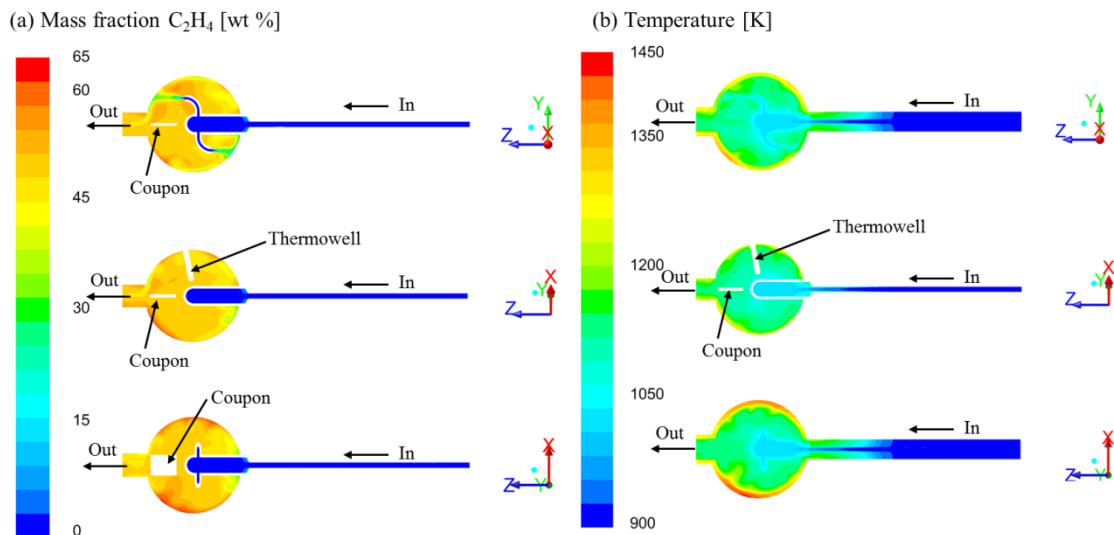 (a) Mass fraction C₂H₄ [wt %]
65
60
45
30
15
0
Out
In
Coupon
Y
Z
X
Thermowell
Out
In
Coupon
X
Y
Z
Coupon
Out
In
X
Z
Y
(b) Temperature [K]
1450
1350
1200
1050
900
Out
In
Y
Z
X
Thermowell
Out
In
Coupon
X
Y
Z
Out
In
X
Z
Y